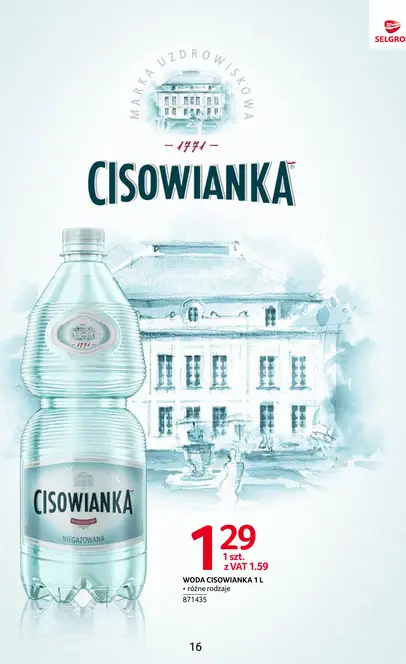 SELGROS
MARKA UZDROWISKOWA
1771
CISOWIANKA
1771
CISOWIANKA
NIEGAZOWANA
1 29
1 szt.
z VAT 1.59
WODA CISOWIANKA 1 L
• różne rodzaje
871435
16